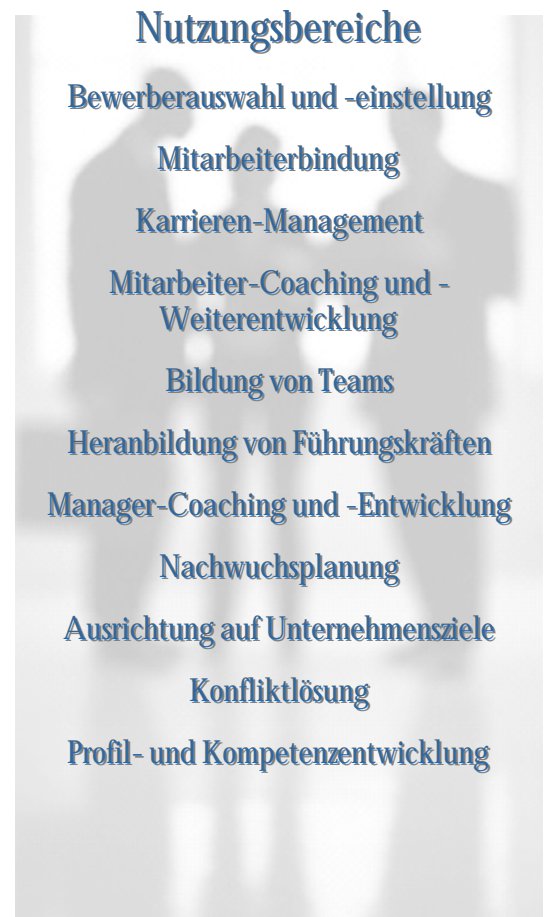 Nutzungsbereiche
Bewerberauswahl und -einstellung
Mitarbeiterbindung
Karrieren-Management
Mitarbeiter-Coaching und -
Weiterentwicklung
Bildung von Teams
Heranbildung von Führungskräften
Manager-Coaching und -Entwicklung
Nachwuchsplanung
Ausrichtung auf Unternehmensziele
Konfliktlösung
Profil- und Kompetenzentwicklung